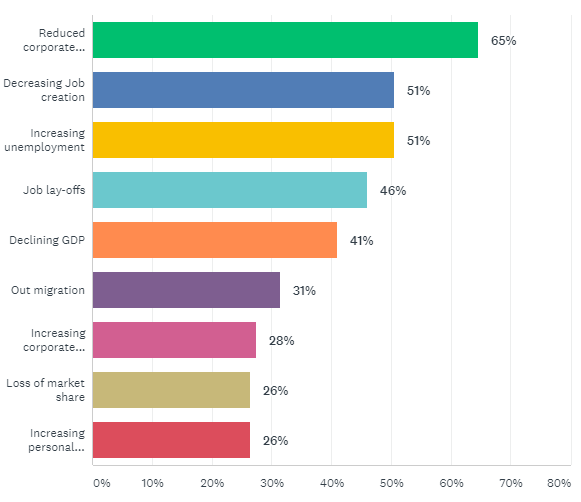 Reduced
corporate...
65%
Decreasing Job
creation
51%
Increasing
unemployment
51%
Job lay-offs
46%
Declining GDP
41%
Out migration
31%
Increasing
corporate...
28%
Loss of market
share
26%
Increasing
personal...
26%
0% 10% 20% 30% 40% 50% 60% 70% 80%